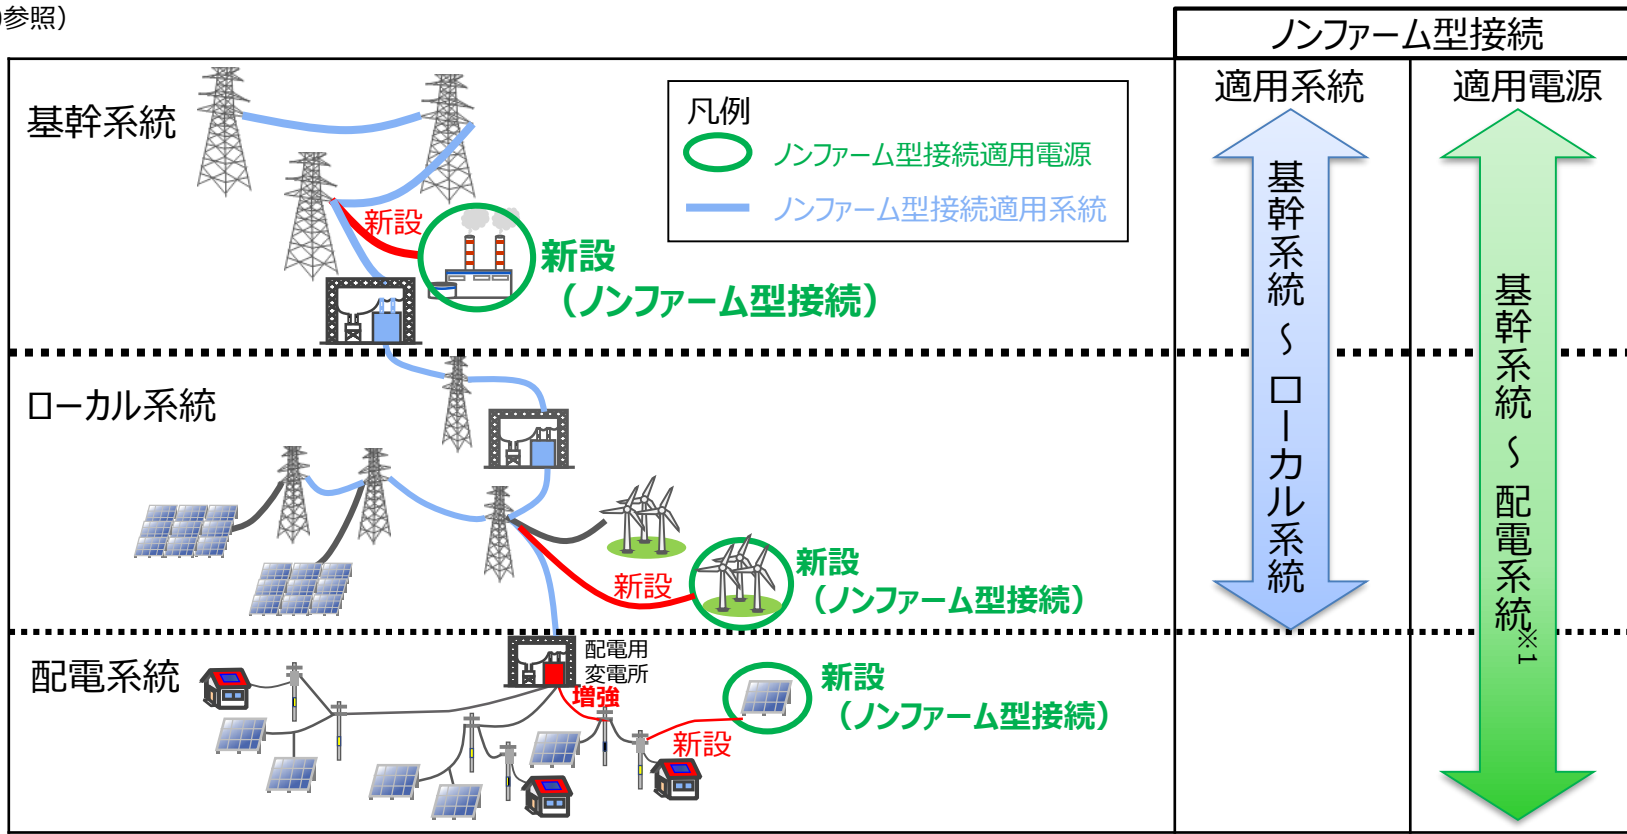 参照）
ノンファーム型接続
適用系統
適用電源
基幹系統
凡例
ノンファーム型接続適用電源
ノンファーム型接続適用系統
新設
新設
（ノンファーム型接続）
ローカル系統
新設
新設
（ノンファーム型接続）
配電系統
配電用
変電所
増強
新設
新設
（ノンファーム型接続）
基幹系統～ローカル系統
基幹系統～配電系統※1